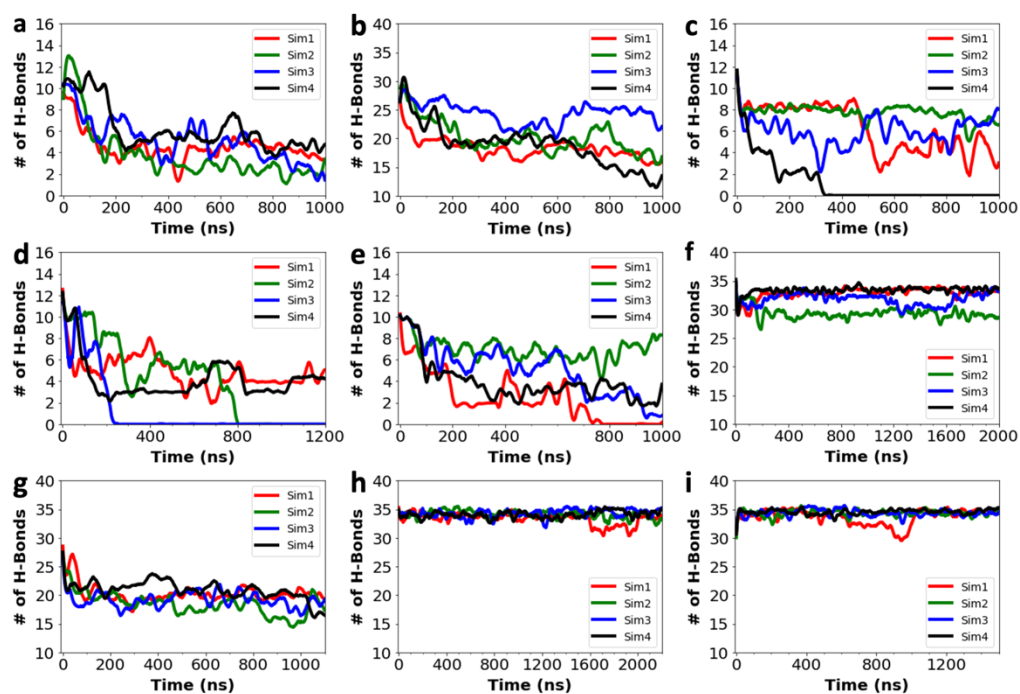 a
16
14
12
10
8
6
4
2
0
# of H-Bonds
Sim1
Sim2
Sim3
Sim4
0 200 400 600 800 1000
Time (ns)
b
40
35
30
25
20
15
10
# of H-Bonds
Sim1
Sim2
Sim3
Sim4
0 200 400 600 800 1000
Time (ns)
c
16
14
12
10
8
6
4
2
0
# of H-Bonds
Sim1
Sim2
Sim3
Sim4
0 200 400 600 800 1000
Time (ns)
d
16
14
12
10
8
6
4
2
0
# of H-Bonds
Sim1
Sim2
Sim3
Sim4
0 400 800 1200
Time (ns)
e
16
14
12
10
8
6
4
2
0
# of H-Bonds
Sim1
Sim2
Sim3
Sim4
0 200 400 600 800 1000
Time (ns)
f
40
35
30
25
20
15
10
# of H-Bonds
Sim1
Sim2
Sim3
Sim4
0 400 800 1200 1600 2000
Time (ns)
g
40
35
30
25
20
15
10
# of H-Bonds
Sim1
Sim2
Sim3
Sim4
0 200 400 600 800 1000
Time (ns)
h
40
35
30
25
20
15
10
# of H-Bonds
Sim1
Sim2
Sim3
Sim4
0 400 800 1200 1600 2000
Time (ns)
i
40
35
30
25
20
15
10
# of H-Bonds
Sim1
Sim2
Sim3
Sim4
0 400 800 1200
Time (ns)